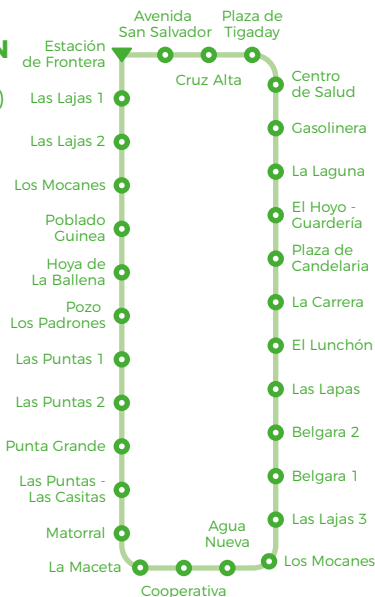 N
)
Avenida
San Salvador
Plaza de
Tigaday
Estación
de Frontera
Cruz Alta
Centro
de Salud
Las Lajas 1
Gasolinera
Las Lajas 2
La Laguna
Los Mocanes
El Hoyo -
Guardería
Poblado
Guinea
Plaza de
Candelaria
Hoya de
La Ballena
La Carrera
Pozo
Los Padrones
El Lunchón
Las Puntas 1
Las Lapas
Las Puntas 2
Belgara 2
Punta Grande
Belgara 1
Las Puntas -
Las Casitas
Las Lajas 3
Matorral
Agua
Nueva
Los Mocanes
La Maceta
Cooperativa